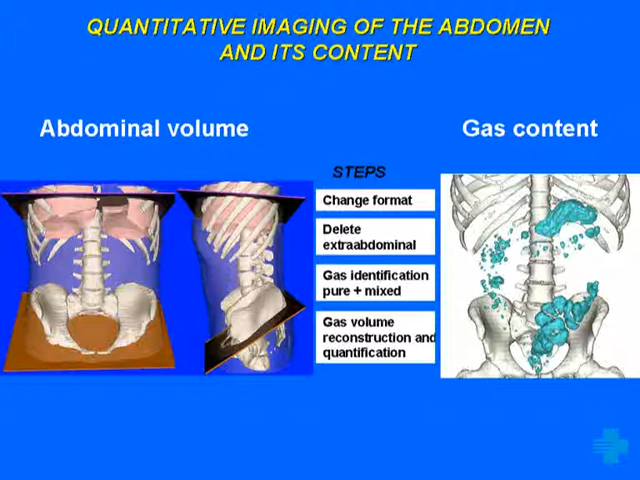 QUANTITATIVE IMAGING OF THE ABDOMEN
AND ITS CONTENT
Abdominal volume
Gas content
STEPS
Change format
Delete
extraabdominal
Gas identification
pure + mixed
Gas volume
reconstruction and
quantification